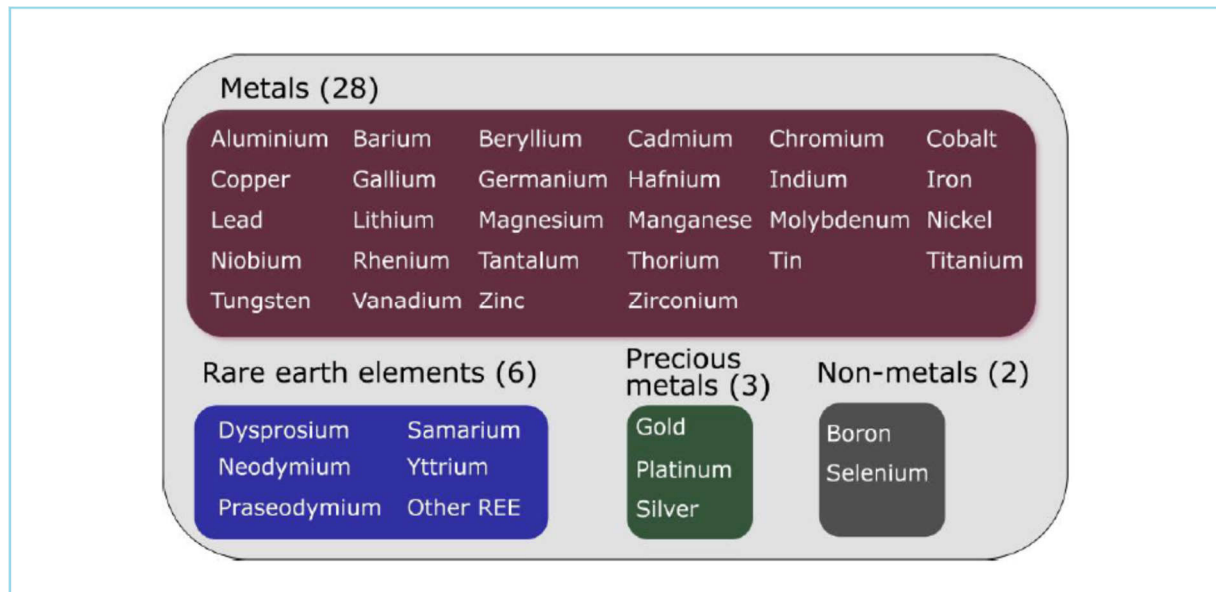 Metals (28)
Aluminium Barium Beryllium Cadmium Chromium Cobalt
Copper Gallium Germanium Hafnium Indium Iron
Lead Lithium Magnesium Manganese Molybdenum Nickel
Niobium Rhenium Tantalum Thorium Tin Titanium
Tungsten Vanadium Zinc Zirconium
Rare earth elements (6)
Dysprosium Samarium
Neodymium Yttrium
Praseodymium Other REE
Precious
metals (3)
Gold
Platinum
Silver
Non-metals (2)
Boron
Selenium